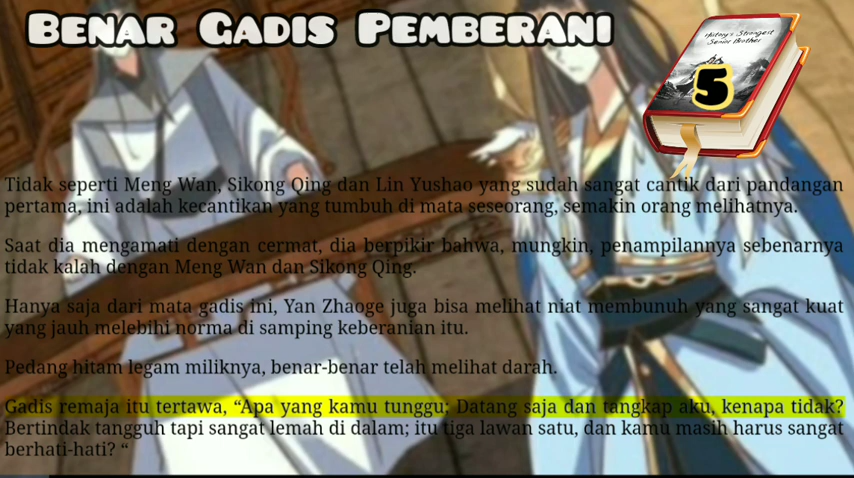 BENAR GADIS PEMBERANI
History's Strongest
Senior Brother
5
Tidak seperti Meng Wan, Sikong Qing dan Lin Yushao yang sudah sangat cantik dari pandangan
pertama, ini adalah kecantikan yang tumbuh di mata seseorang, semakin orang melihatnya.
Saat dia mengamati dengan cermat, dia berpikir bahwa, mungkin, penampilannya sebenarnya
tidak kalah dengan Meng Wan dan Sikong Qing.
Hanya saja dari mata gadis ini, Yan Zhaoge juga bisa melihat niat membunuh yang sangat kuat
yang jauh melebihi norma di samping keberanian itu.
Pedang hitam legam miliknya, benar-benar telah melihat darah.
Gadis remaja itu tertawa, “Apa yang kamu tunggu; Datang saja dan tangkap aku, kenapa tidak?
Bertindak tangguh tapi sangat lemah di dalam; itu tiga lawan satu, dan kamu masih harus sangat
berhati-hati? “